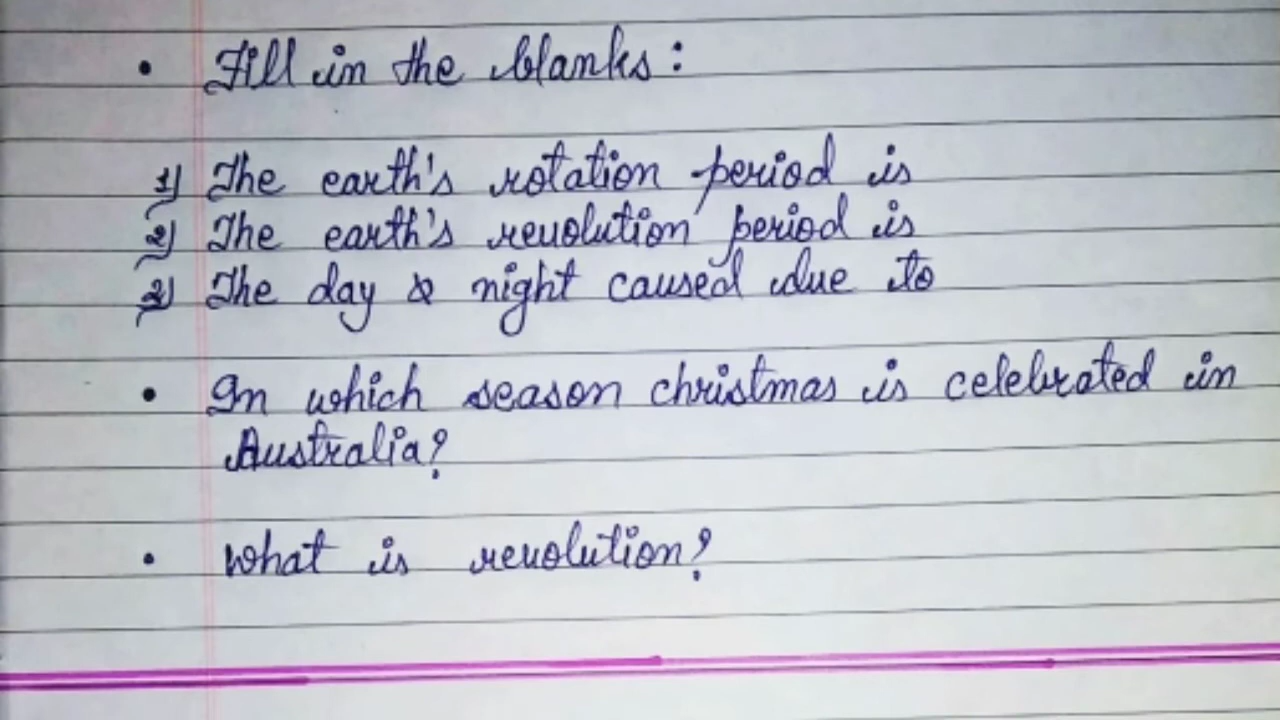 • Fill in the blanks:
1) The earth's rotation period is
2) The earth's revolution period is
3) The day & night caused due to
• In which season christmas is celebrated in
Australia?
• What is revolution?